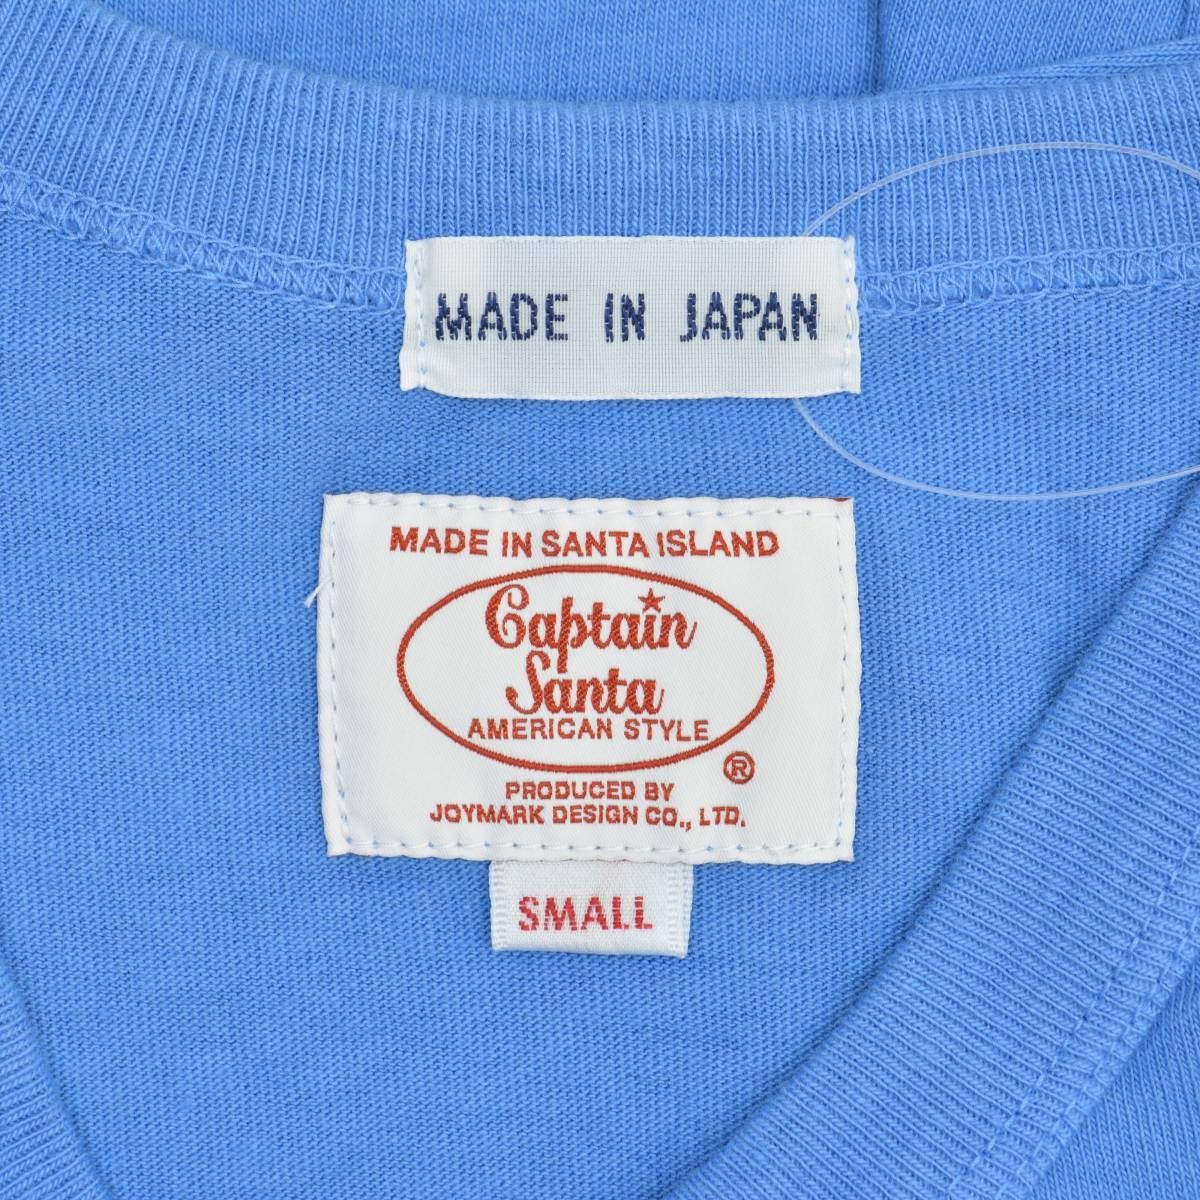 MADE IN JAPAN
MADE IN SANTA ISLAND
Captain
Santa
AMERICAN STYLE
®
PRODUCED BY
JOYMARK DESIGN CO., LTD.
SMALL